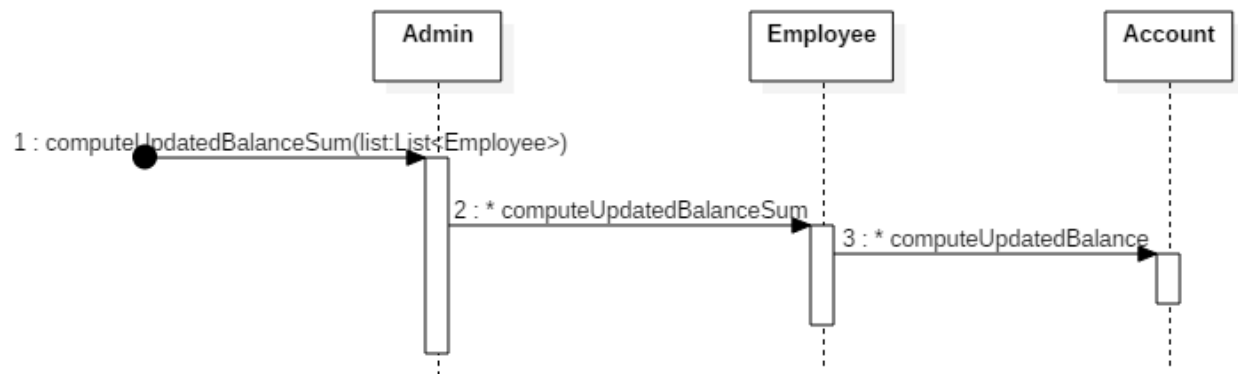 Admin
Employee
Account
1 : computeUpdatedBalanceSum(list:List<Employee>)
2 : * computeUpdatedBalanceSum
3 : * computeUpdatedBalance